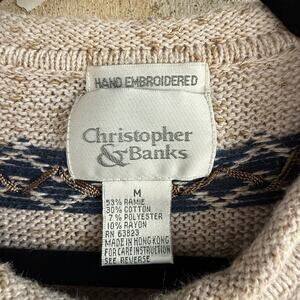 HAND EMBROIDERED
Christopher
& Banks
M
53% RAMIE
30% COTTON
7% POLYESTER
10% RAYON
RN 63823
MADE IN HONG KONG
FOR CARE INSTRUCTION
SEE REVERSE